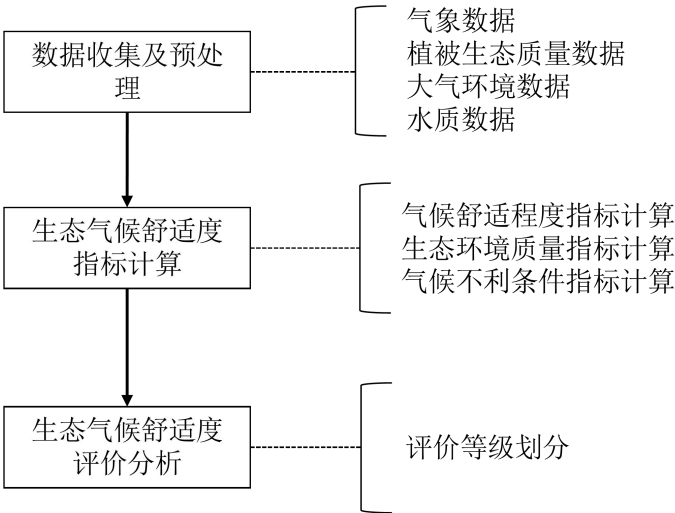 数据收集及预处
理
气象数据
植被生态质量数据
大气环境数据
水质数据
生态气候舒适度
指标计算
气候舒适程度指标计算
生态环境质量指标计算
气候不利条件指标计算
生态气候舒适度
评价分析
评价等级划分